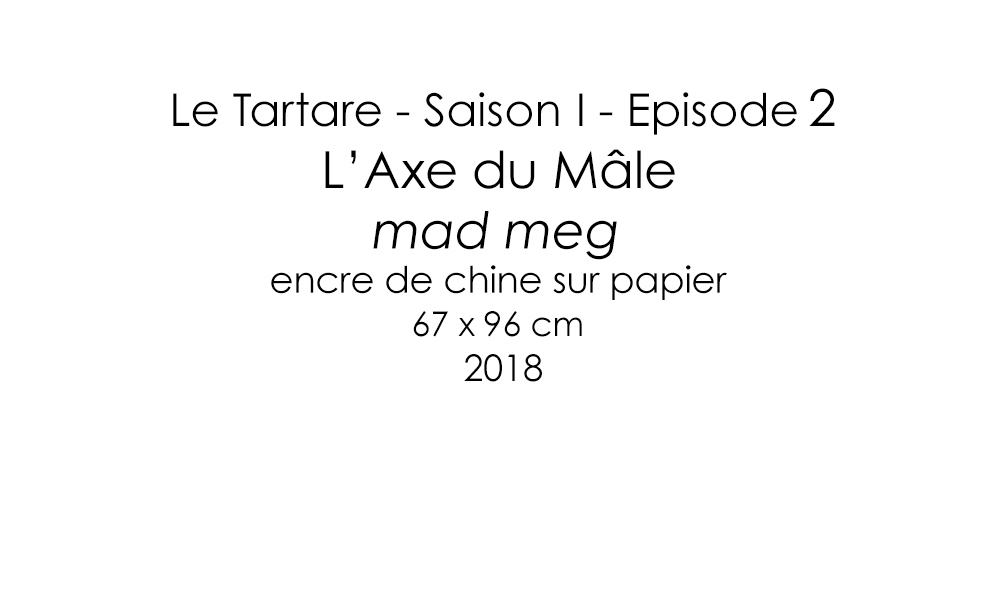 Le Tartare - Saison I - Episode 2
L'Axe du Mâle
mad meg
encre de chine sur papier
67 x 96 cm
2018